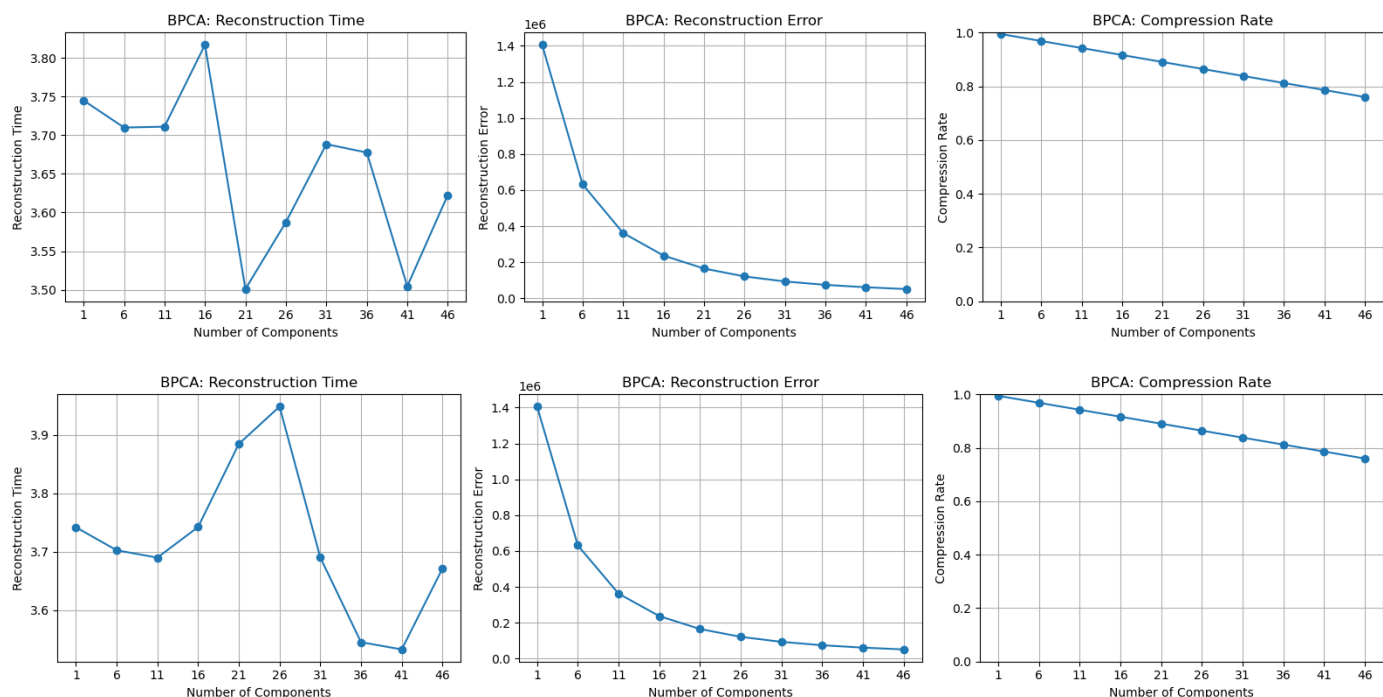 BPCA: Reconstruction Time
3.80
3.75
3.70
3.65
3.60
3.55
3.50
Reconstruction Time
1 6 11 16 21 26 31 36 41 46
Number of Components
BPCA: Reconstruction Error
1e6
1.4
1.2
1.0
0.8
0.6
0.4
0.2
0.0
Reconstruction Error
1 6 11 16 21 26 31 36 41 46
Number of Components
BPCA: Compression Rate
1.0
0.8
0.6
0.4
0.2
0.0
Compression Rate
1 6 11 16 21 26 31 36 41 46
Number of Components
BPCA: Reconstruction Time
3.9
3.8
3.7
3.6
Reconstruction Time
1 6 11 16 21 26 31 36 41 46
Number of Components
BPCA: Reconstruction Error
1e6
1.4
1.2
1.0
0.8
0.6
0.4
0.2
0.0
Reconstruction Error
1 6 11 16 21 26 31 36 41 46
Number of Components
BPCA: Compression Rate
1.0
0.8
0.6
0.4
0.2
0.0
Compression Rate
1 6 11 16 21 26 31 36 41 46
Number of Components